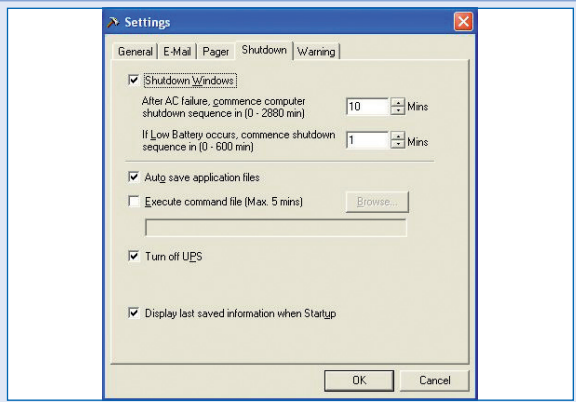 Settings
General E-Mail Pager Shutdown Warning
Shutdown Windows
After AC failure, commence computer
shutdown sequence in (0 - 2880 min)
10 Mins
If Low Battery occurs, commence shutdown
sequence in (0 - 600 min)
1 Mins
Auto save application files
Execute command file (Max. 5 mins) Browse...
Turn off UPS
Display last saved information when Startup
OK Cancel